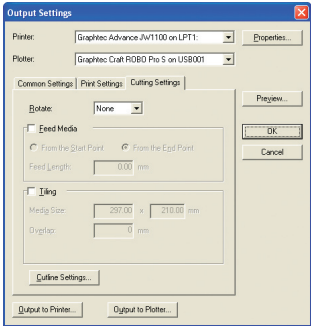 Output Settings
Printer: Graphtec Advance JW1100 on LPT1: Properties...
Plotter: Graphtec Craft ROBO Pro S on USB001
Common Settings Print Settings Cutting Settings
Preview...
Rotate: None
Feed Media
OK
From the Start Point From the End Point
Cancel
Feed Length: 0.00 mm
Tiling
Media Size: 297.00 x 210.00 mm
Overlap: 0 mm
Cutline Settings...
Output to Printer... Output to Plotter...